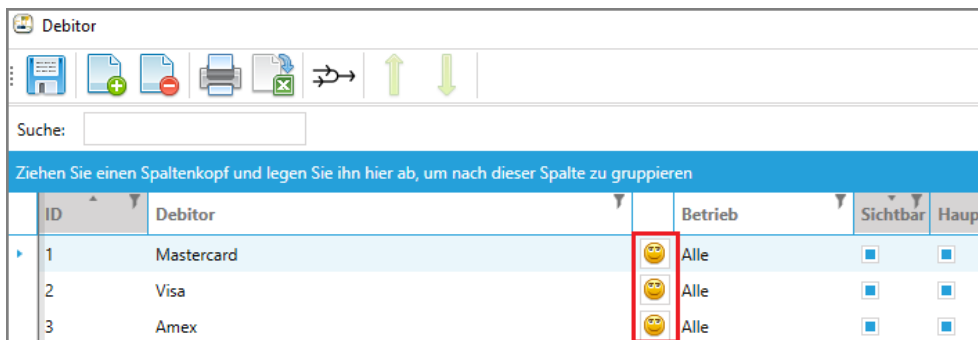 Debitor
Suche:
Ziehen Sie einen Spaltenkopf und legen Sie ihn hier ab, um nach dieser Spalte zu gruppieren
ID Debitor Betrieb Sichtbar Haup
1 Mastercard Alle
2 Visa Alle
3 Amex Alle